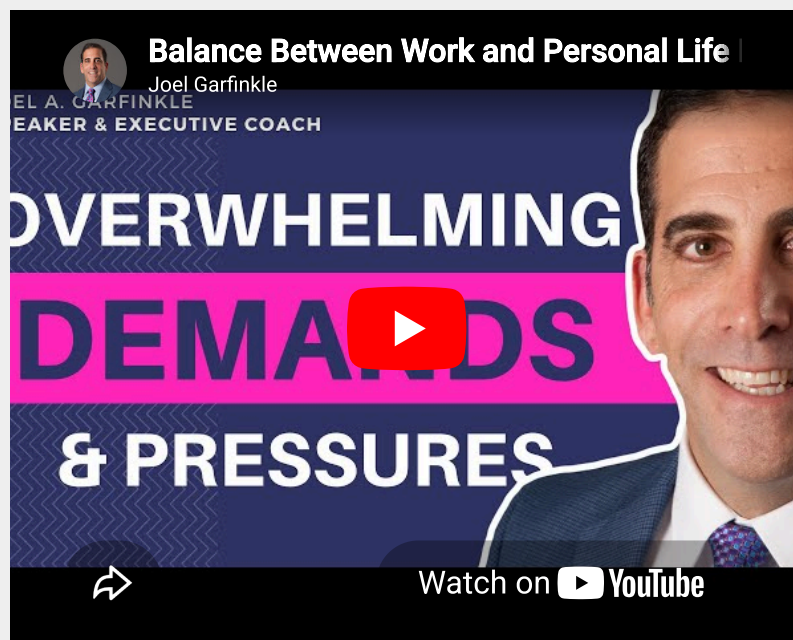 Balance Between Work and Personal Life
Joel Garfinkle
EL A. GARFINKLE
EAKER & EXECUTIVE COACH
OVERWHELMING
DEMANDS
& PRESSURES
Watch on YouTube